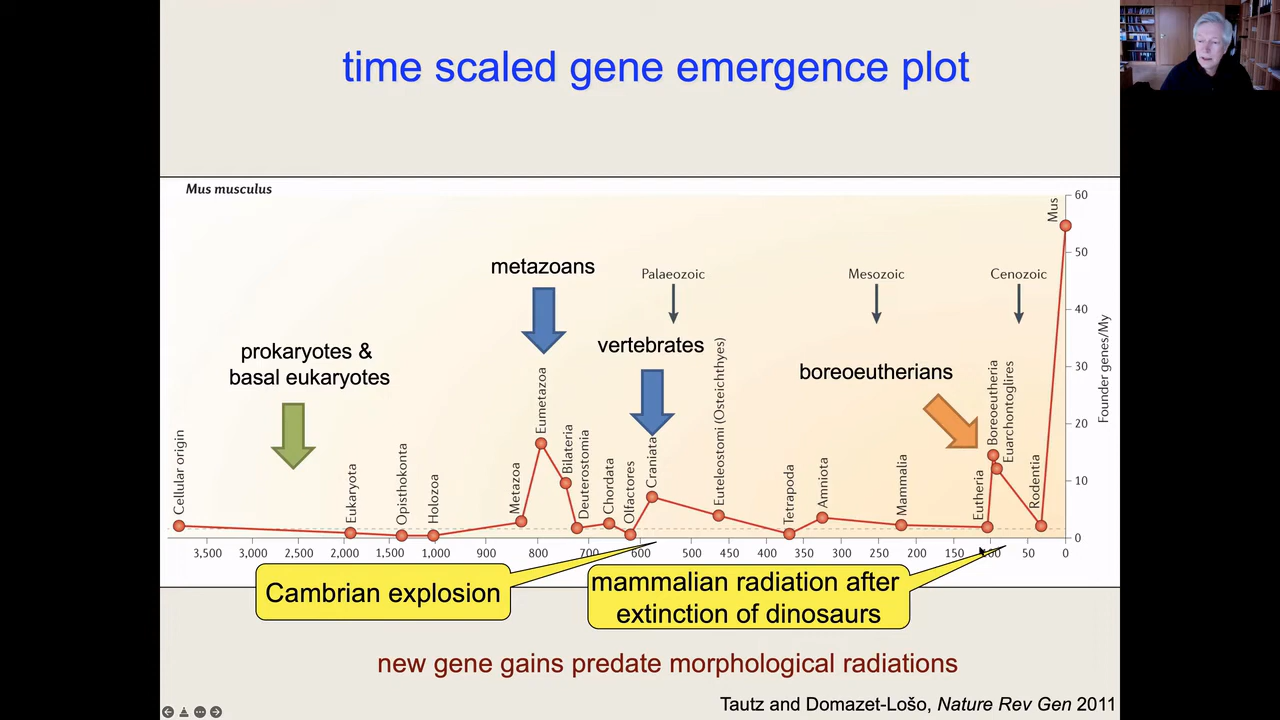 time scaled gene emergence plot
Mus musculus
metazoans
prokaryotes &
basal eukaryotes
vertebrates
boreoeutherians
Palaeozoic
Mesozoic
Cenozoic
Cellular origin
Eukaryota
Opisthokonta
Holozoa
Metazoa
Eumetazoa
Bilateria
Deuterostomia
Chordata
Olfactores
Craniata
Euteleostomi (Osteichthyes)
Tetrapoda
Amniota
Mammalia
Eutheria
Boreoeutheria
Euarchontoglires
Rodentia
Mus
60
50
40
30
20
10
0
Founder genes/My
3,500 3,000 2,500 2,000 1,500 1,000 900 800 700 600 500 450 400 350 300 250 200 150 100 50 0
Cambrian explosion
mammalian radiation after
extinction of dinosaurs
new gene gains predate morphological radiations
Tautz and Domazet-Lošo, Nature Rev Gen 2011